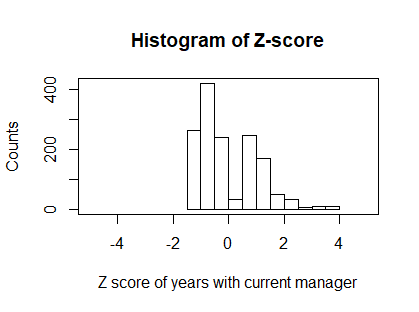 Histogram of Z-score
Counts
400
200
0
-4 -2 0 2 4
Z score of years with current manager